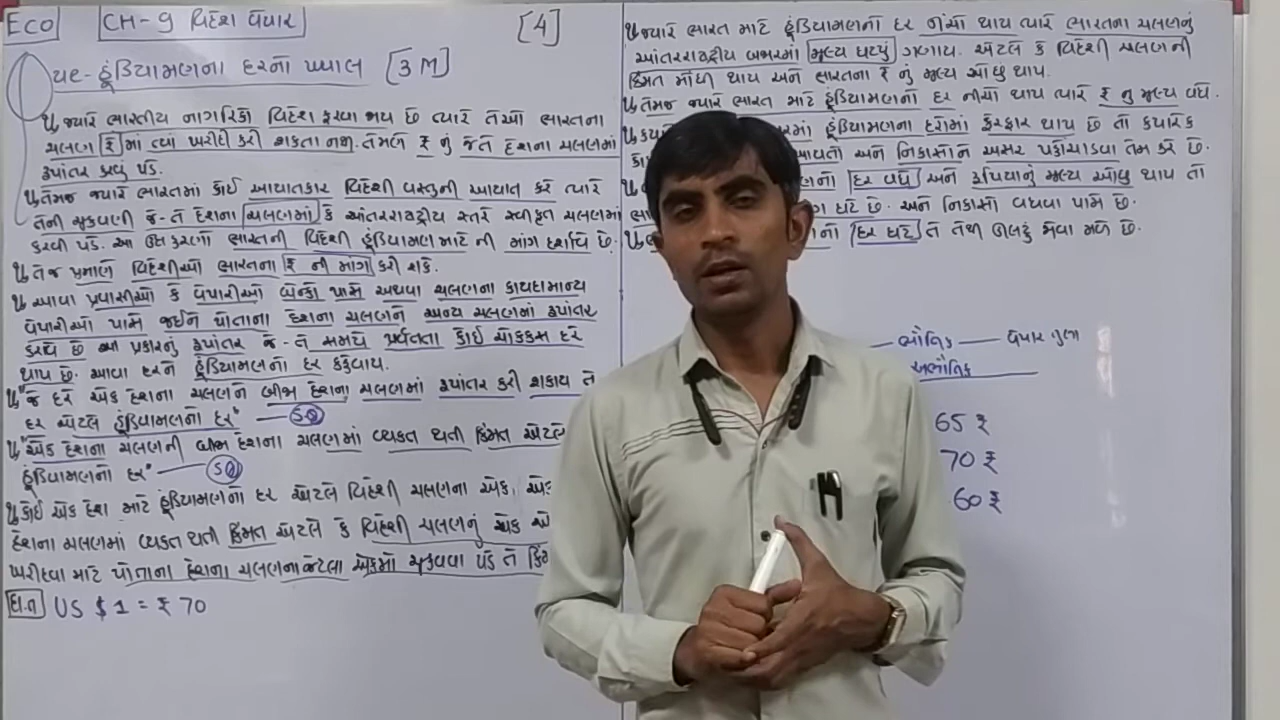 Eco CH-9 વિદેશ વેપાર [4]
પ્ર- હૂંડિયામણના દરનો ખ્યાલ [3 M]
જ્યારે ભારતીય નાગરિકો વિદેશ ફરવા જાય છે ત્યારે તેઓ ભારતના
ચલણ ₹ માં ત્યાં ખરીદી કરી શકતા નથી. તેમણે ₹ નું જેતે દેશના ચલણમાં
રૂપાંતર કરવું પડે.
તેમજ જ્યારે ભારતમાં કોઈ આયાતકાર વિદેશી વસ્તુની આયાત કરે ત્યારે
તેની ચૂકવણી જે-તે દેશના ચલણમાં કે આંતરરાષ્ટ્રીય સ્તરે સ્વીકૃત ચલણમાં
કરવી પડે. આ ઉદાહરણો ભારતની વિદેશી હૂંડિયામણ માટે ની માંગ દર્શાવે છે.
તેજ પ્રમાણે વિદેશીઓ ભારતના ₹ ની માંગ કરી શકે.
આવા પ્રવાસીઓ કે વેપારીઓ બેન્કો પાસે અથવા ચલણના કાયદામાન્ય
વેપારીઓ પાસે જઈને પોતાના દેશના ચલણને અન્ય ચલણમાં રૂપાંતર
કરાવે છે આ પ્રકારનું રૂપાંતર જે-તે સમયે પ્રવર્તતા કોઈ ચોક્કસ દરે
થાય છે. આવા દરને હૂંડિયામણનો દર કહેવાય.
"જે દરે એક દેશના ચલણને બીજા દેશના ચલણમાં રૂપાંતર કરી શકાય તે
દર એટલે હૂંડિયામણનો દર" — SQ
"એક દેશના ચલણની બીજા દેશના ચલણમાં વ્યક્ત થતી કિંમત એટલે
હૂંડિયામણનો દર" — SQ
કોઈ એક દેશ માટે હૂંડિયામણનો દર એટલે વિદેશી ચલણના એક
દેશના ચલણમાં વ્યક્ત થતી કિંમત એટલે કે વિદેશી ચલણનું એક
ખરીદવા માટે પોતાના દેશના ચલણના કેટલા એકમો ચૂકવવા પડે તે
દા.ત US $ 1 = ₹ 70
જ્યારે ભારત માટે હૂંડિયામણનો દર ઊંચો થાય ત્યારે ભારતના ચલણનું
આંતરરાષ્ટ્રીય બજારમાં મૂલ્ય ઘટ્યું ગણાય. એટલે કે વિદેશી ચલણ ની
કિંમત મોંઘી થાય અને ભારતના ₹ નું મૂલ્ય ઓછું થાય.
તેમજ જ્યારે ભારત માટે હૂંડિયામણનો દર નીચો થાય ત્યારે ₹ નું મૂલ્ય વધે.
હૂંડિયામણના દરોમાં ફેરફાર થાય છે તો ક્યારેક
અને નિકાસોને અસર પહોંચાડવા તેમ કરે છે.
દર વધે અને રૂપિયાનું મૂલ્ય ઓછું થાય તો
ઘટે છે. અને નિકાસો વધવા પામે છે.
દર ઘટે તો તેથી ઊલટું જોવા મળે છે.
— ભૌતિક — વેપાર તુલા
અભૌતિક
65 ₹
70 ₹
60 ₹